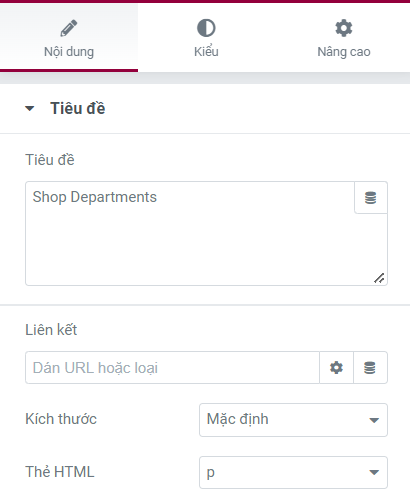 Nội dung
Kiểu
Nâng cao
Tiêu đề
Tiêu đề
Shop Departments
Liên kết
Dán URL hoặc loại
Kích thước
Mặc định
Thẻ HTML
p